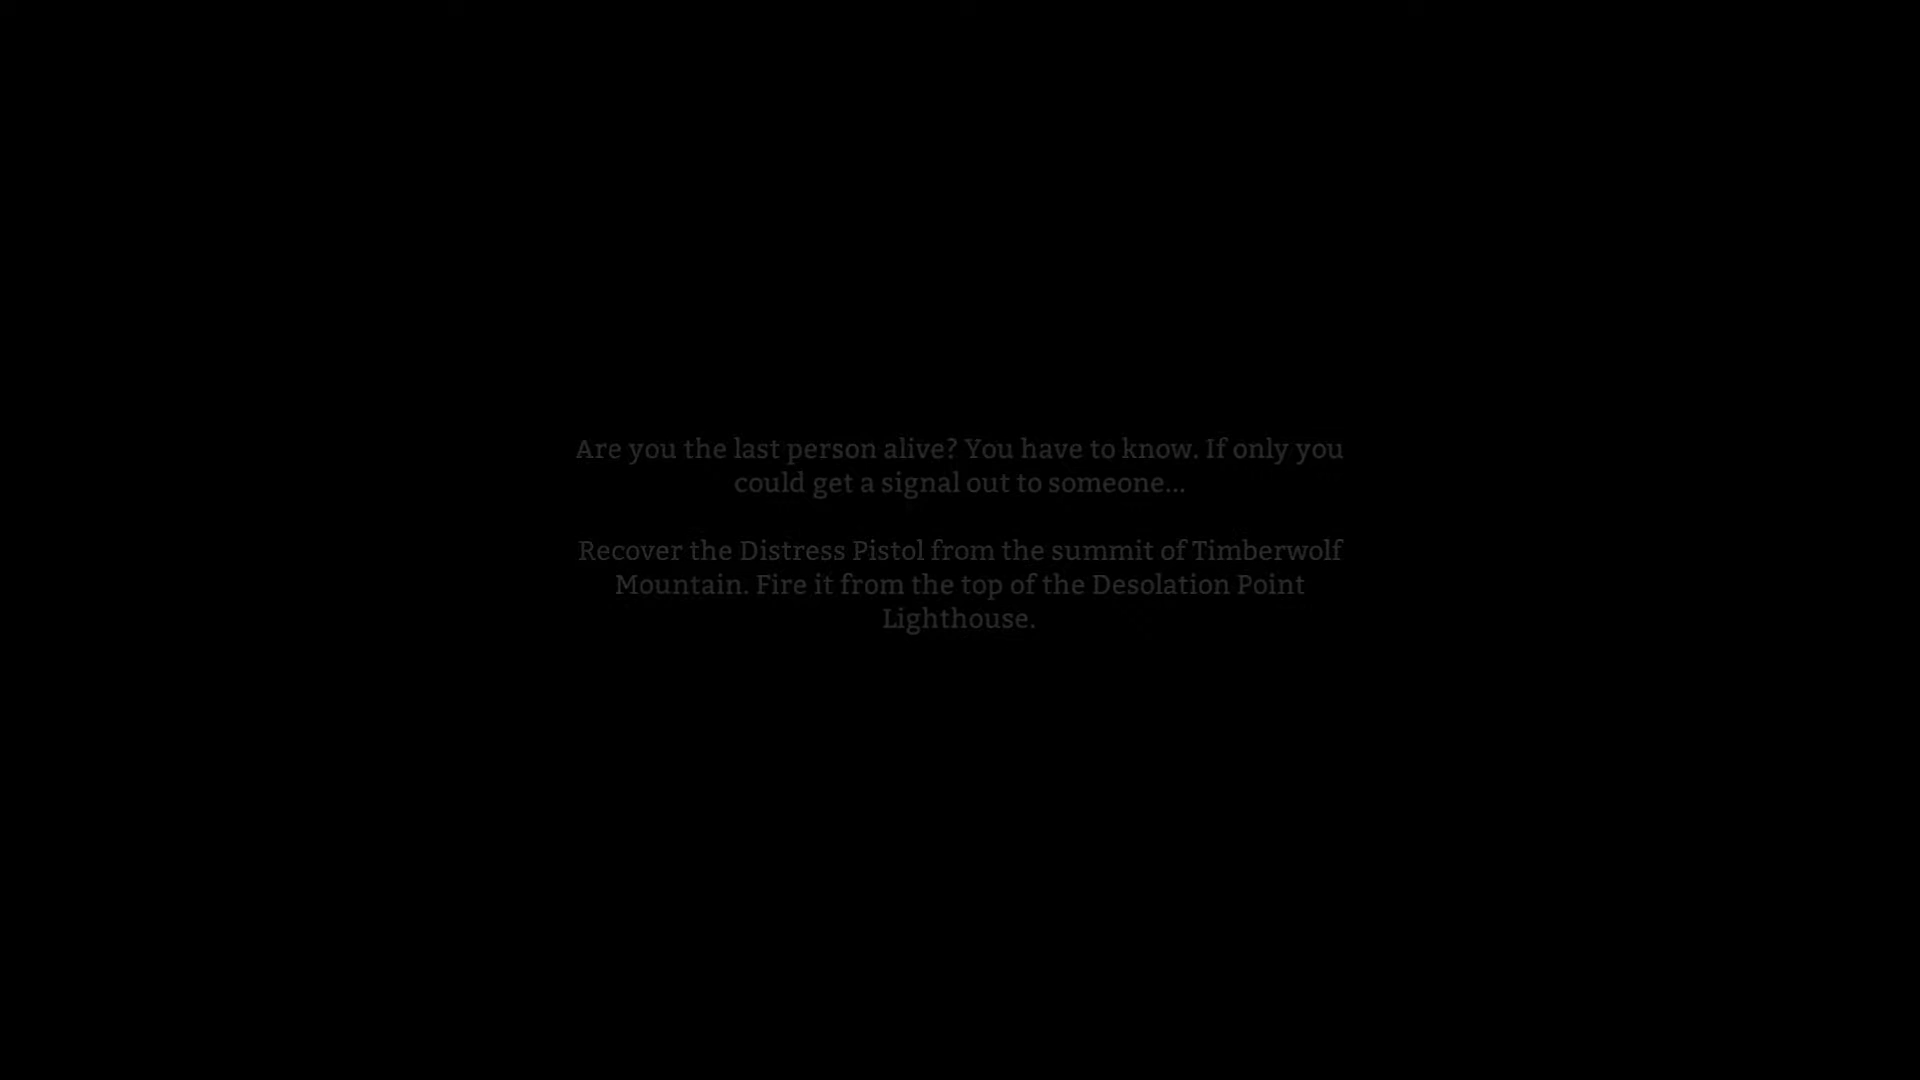 Are you the last person alive? You have to know. If only you
could get a signal out to someone...
Recover the Distress Pistol from the summit of Timberwolf
Mountain. Fire it from the top of the Desolation Point
Lighthouse.